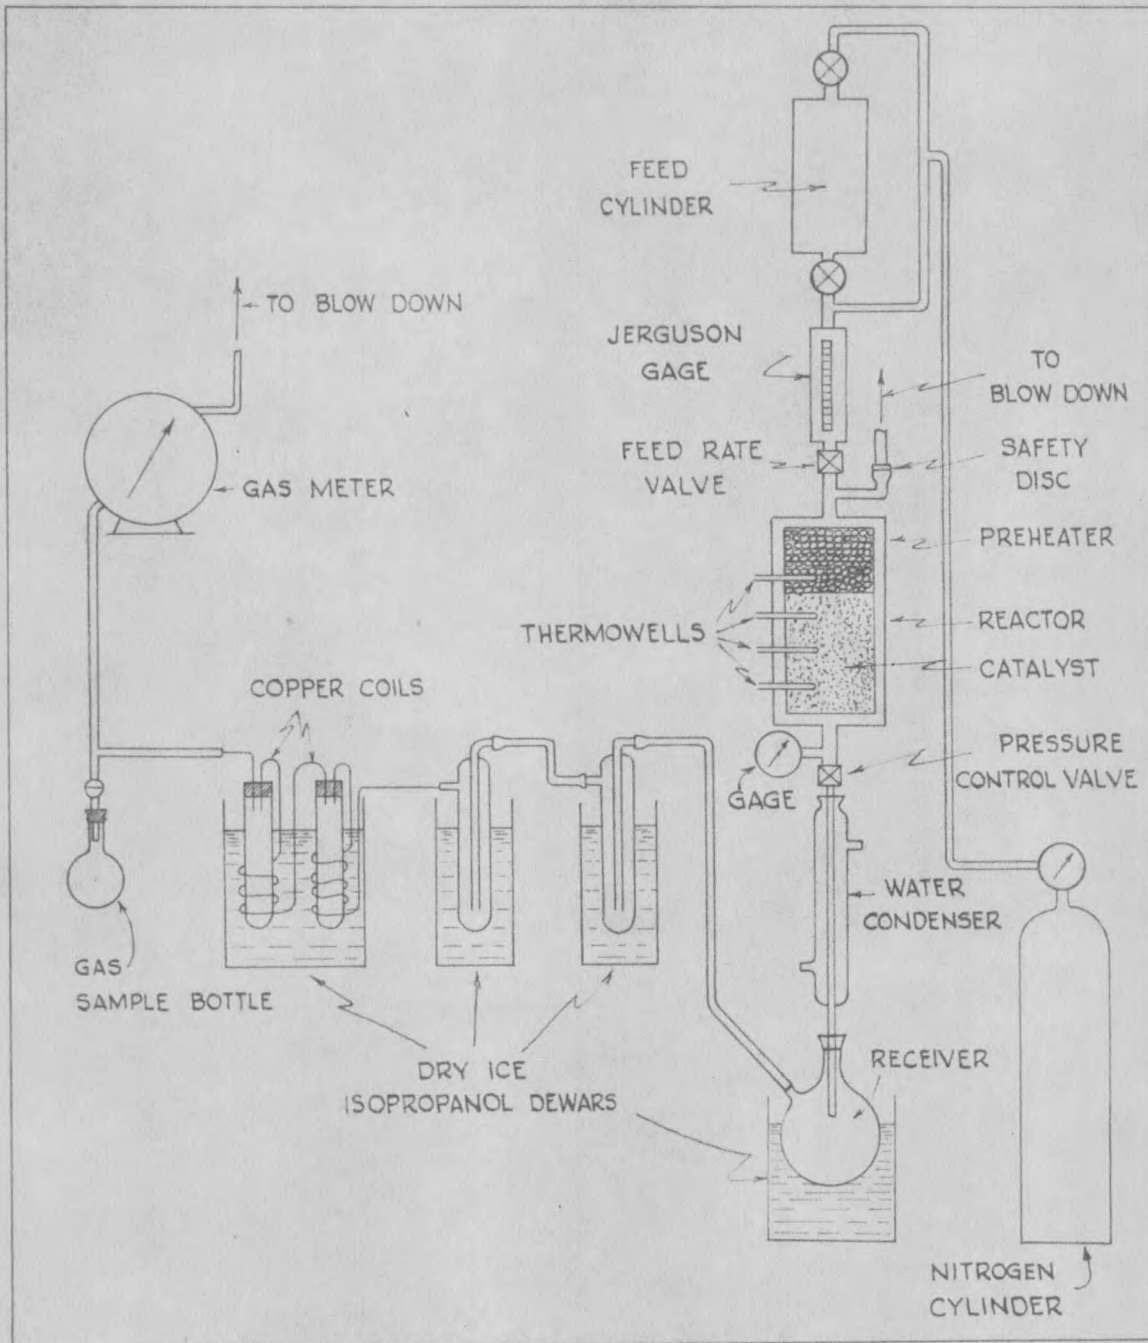 FEED
CYLINDER
TO BLOW DOWN
JERGUSON
GAGE
TO
BLOW DOWN
FEED RATE
VALVE
SAFETY
DISC
GAS METER
PREHEATER
THERMOWELLS
REACTOR
CATALYST
COPPER COILS
PRESSURE
CONTROL VALVE
GAGE
WATER
CONDENSER
GAS
SAMPLE BOTTLE
DRY ICE
ISOPROPANOL DEWARS
RECEIVER
NITROGEN
CYLINDER